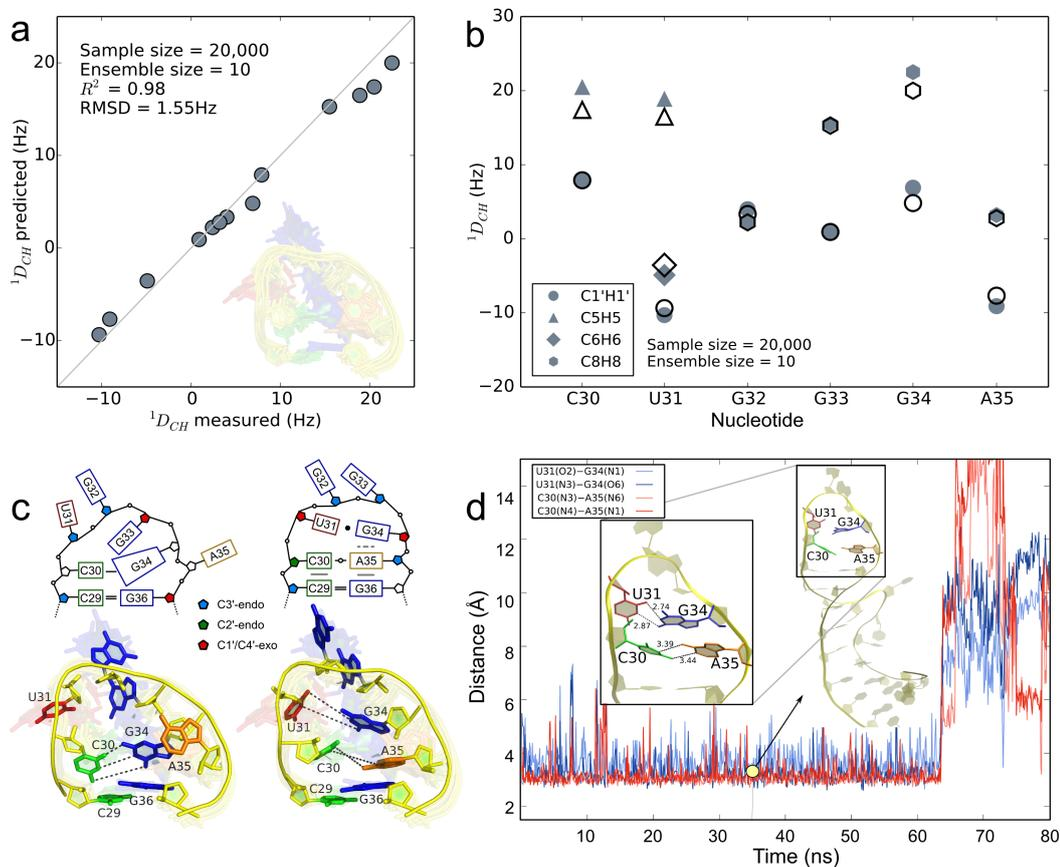 a
Sample size = 20,000
Ensemble size = 10
R² = 0.98
RMSD = 1.55Hz
20
10
0
−10
¹D_CH predicted (Hz)
−10 0 10 20
¹D_CH measured (Hz)
b
30
20
10
0
−10
−20
¹D_CH (Hz)
C1'H1'
C5H5
C6H6
C8H8
Sample size = 20,000
Ensemble size = 10
C30 U31 G32 G33 G34 A35
Nucleotide
c
G32
U31
G33
G34
A35
C30
C29
G36
G32
G33
U31
G34
C30
A35
C29
G36
C3'-endo
C2'-endo
C1'/C4'-exo
U31
C30
G34
A35
C29
G36
U31
G34
C30
A35
C29
G36
d
U31(O2)−G34(N1)
U31(N3)−G34(O6)
C30(N3)−A35(N6)
C30(N4)−A35(N1)
U31
G34
C30
A35
2.74
2.87
3.39
3.44
U31
G34
C30
A35
14
12
10
8
6
4
2
Distance (Å)
10 20 30 40 50 60 70 80
Time (ns)